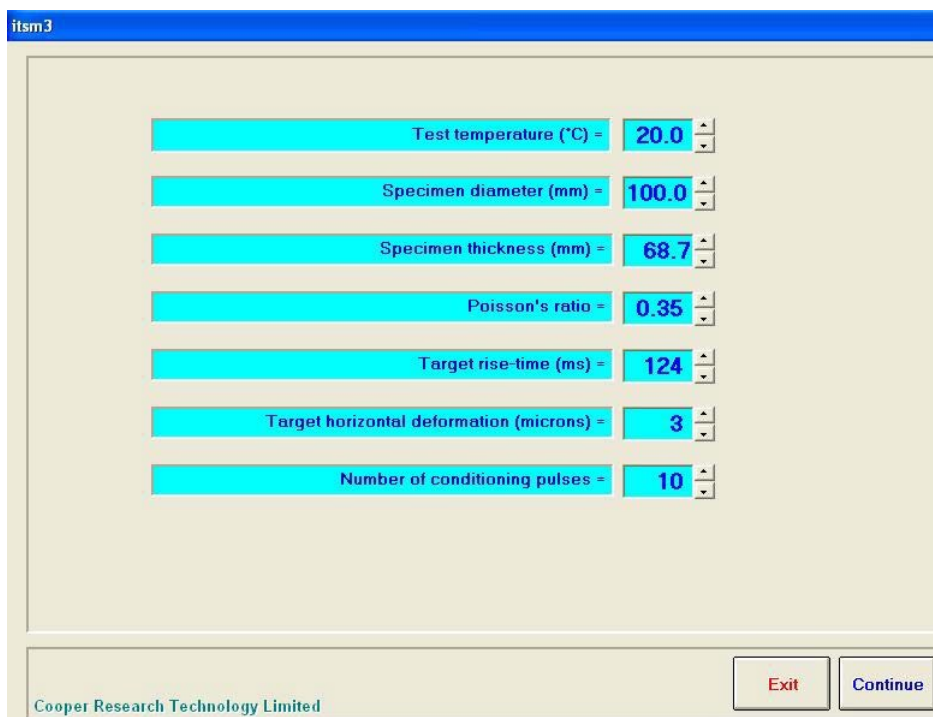 itsm3
Test temperature (°C) = 20.0
Specimen diameter (mm) = 100.0
Specimen thickness (mm) = 68.7
Poisson's ratio = 0.35
Target rise-time (ms) = 124
Target horizontal deformation (microns) = 3
Number of conditioning pulses = 10
Exit Continue
Cooper Research Technology Limited